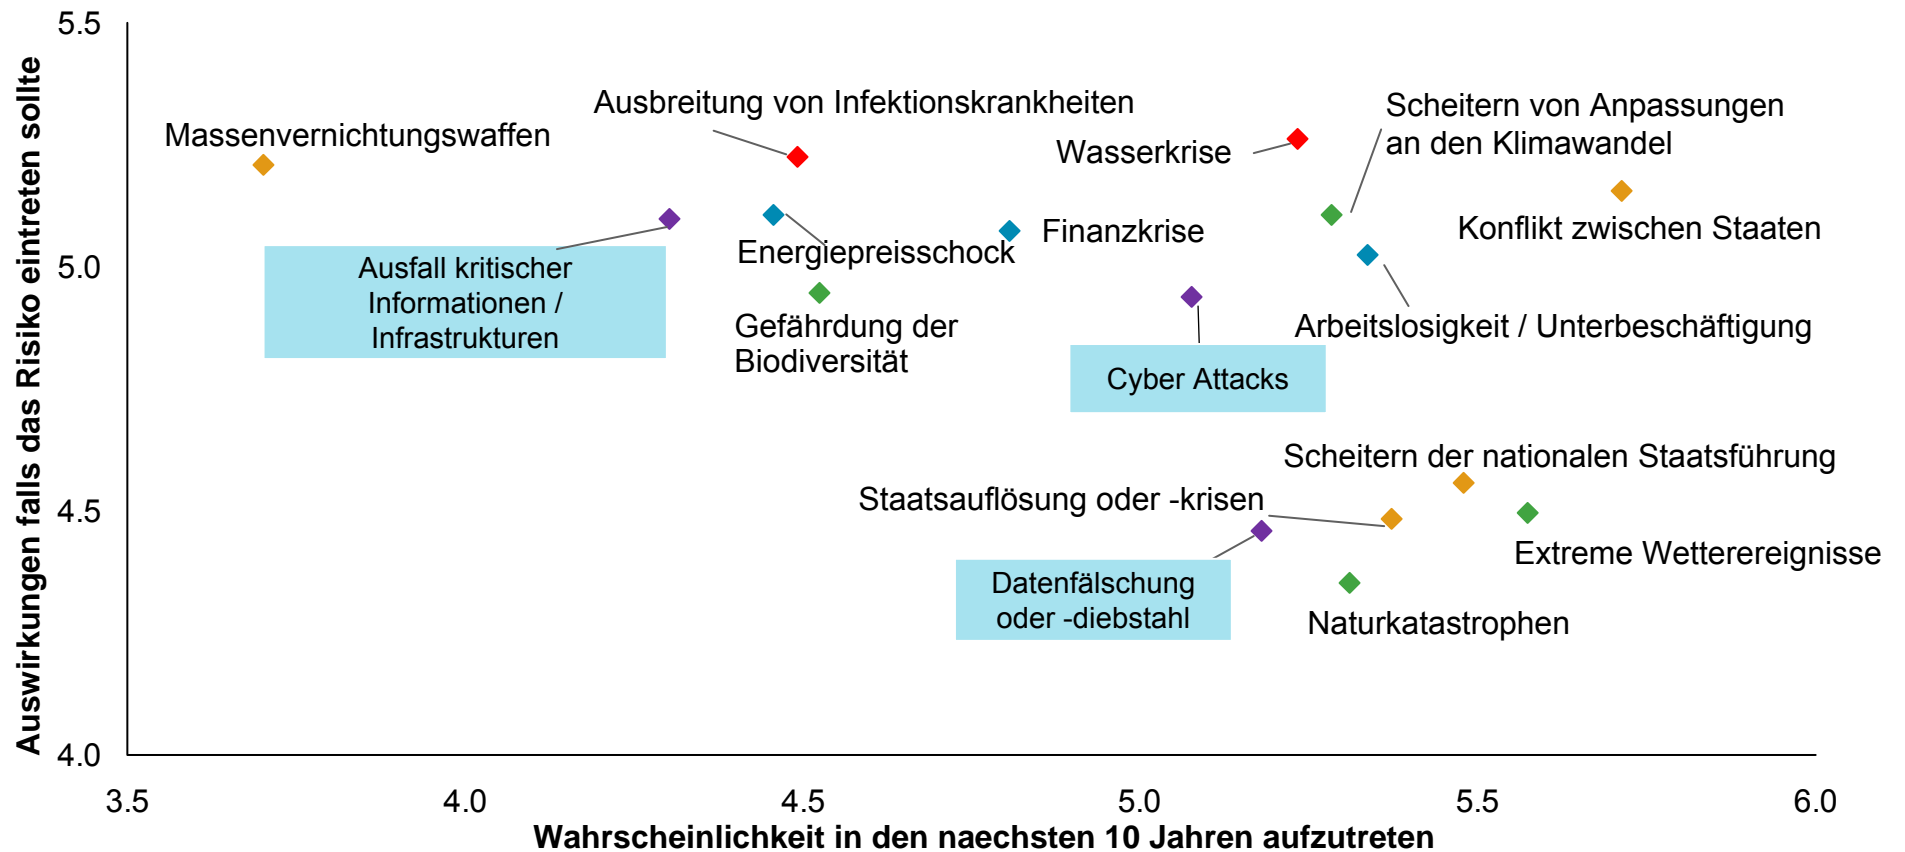 5.5
Ausbreitung von Infektionskrankheiten
Scheitern von Anpassungen
an den Klimawandel
Massenvernichtungswaffen
Wasserkrise
Konflikt zwischen Staaten
Energiepreisschock
Finanzkrise
5.0
Ausfall kritischer
Informationen /
Infrastrukturen
Gefährdung der
Biodiversität
Arbeitslosigkeit / Unterbeschäftigung
Cyber Attacks
Scheitern der nationalen Staatsführung
Staatsauflösung oder -krisen
4.5
Extreme Wetterereignisse
Datenfälschung
oder -diebstahl
Naturkatastrophen
4.0
Auswirkungen falls das Risiko eintreten sollte
3.5 4.0 4.5 5.0 5.5 6.0
Wahrscheinlichkeit in den naechsten 10 Jahren aufzutreten